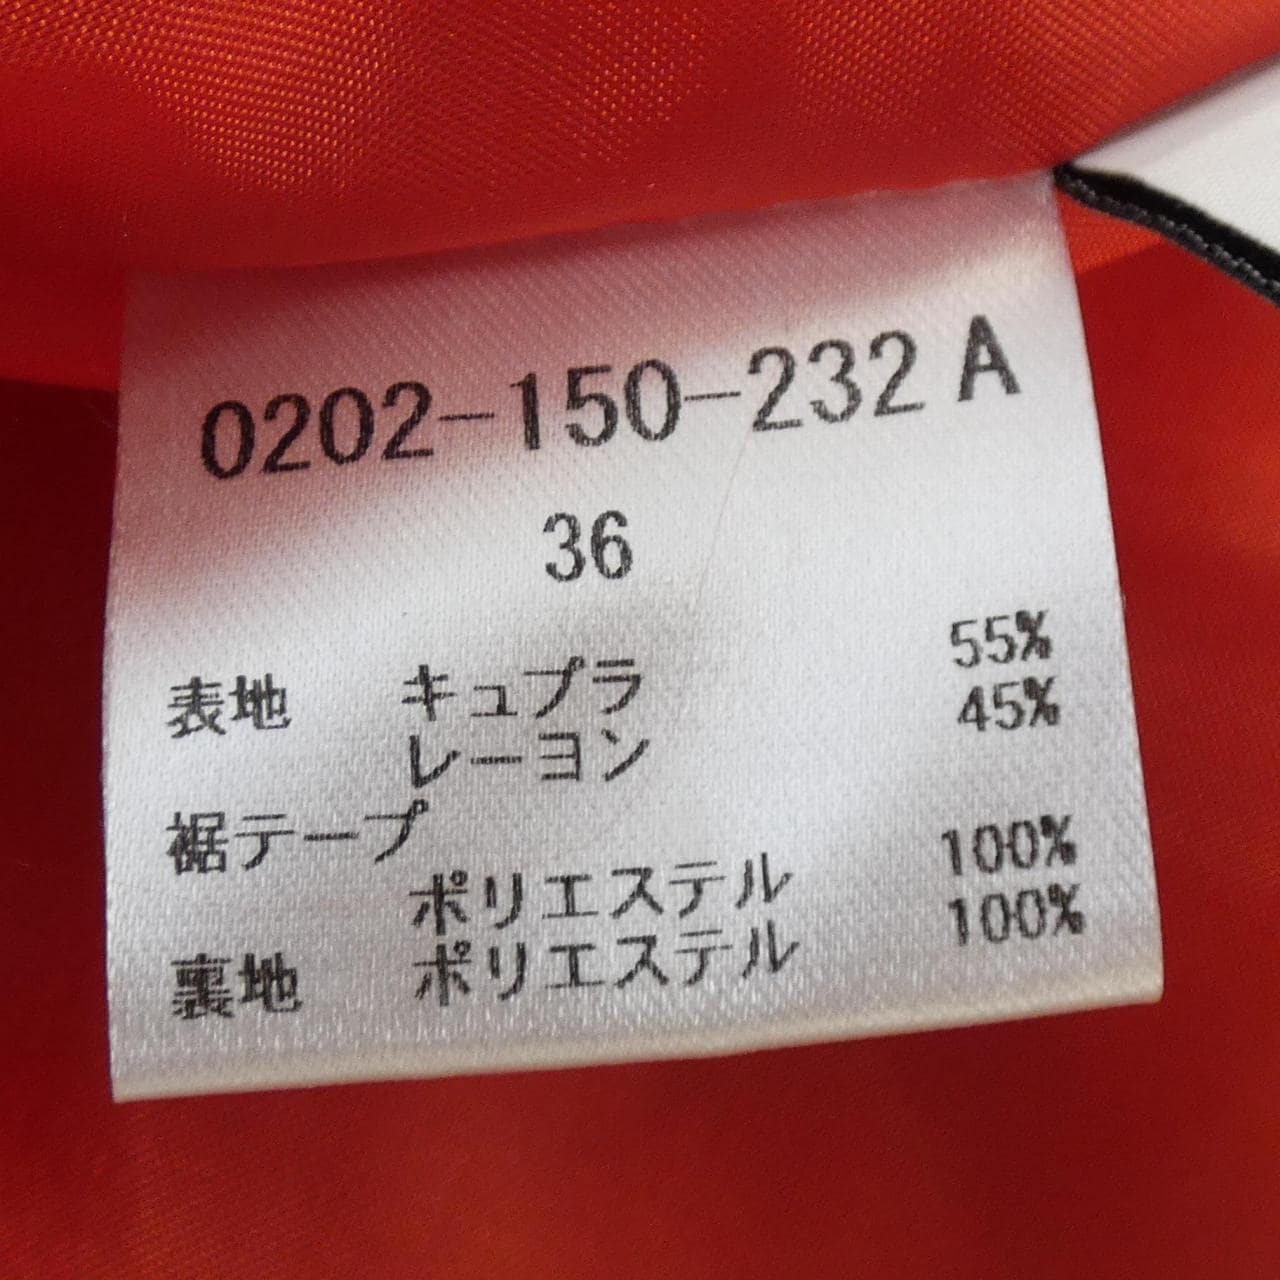 0202-150-232 A
36
表地 キュプラ 55%
レーヨン 45%
裾テープ
ポリエステル 100%
裏地 ポリエステル 100%